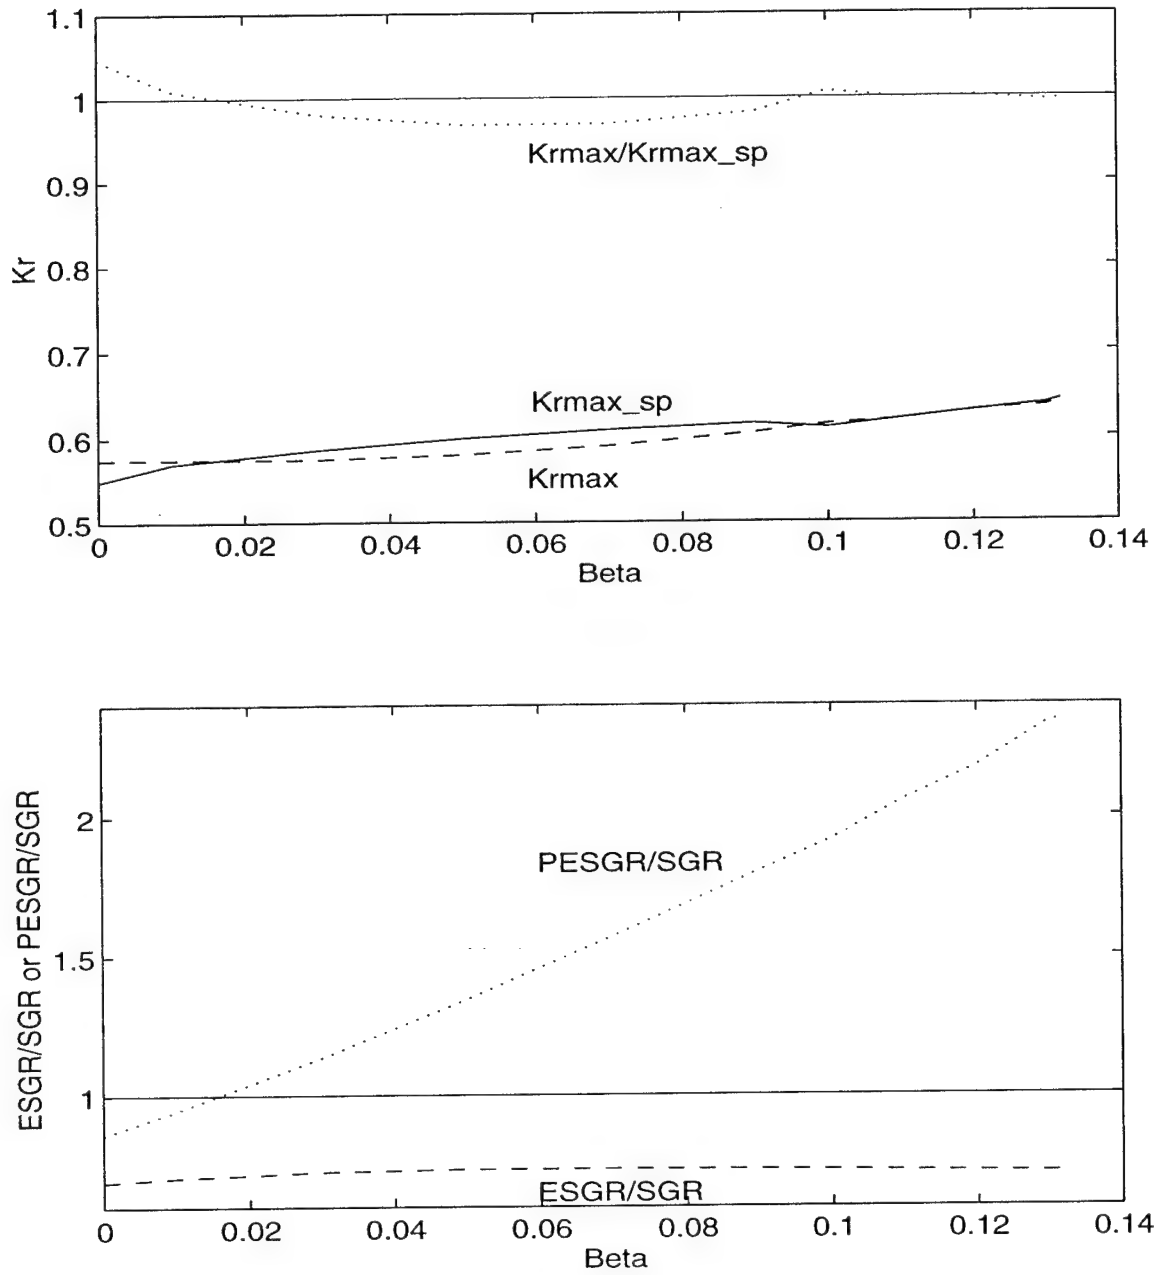 1.1
1
0.9
0.8
0.7
0.6
0.5
Kr
Krmax/Krmax_sp
Krmax_sp
Krmax
0 0.02 0.04 0.06 0.08 0.1 0.12 0.14
Beta
2
1.5
1
ESGR/SGR or PESGR/SGR
PESGR/SGR
ESGR/SGR
0 0.02 0.04 0.06 0.08 0.1 0.12 0.14
Beta